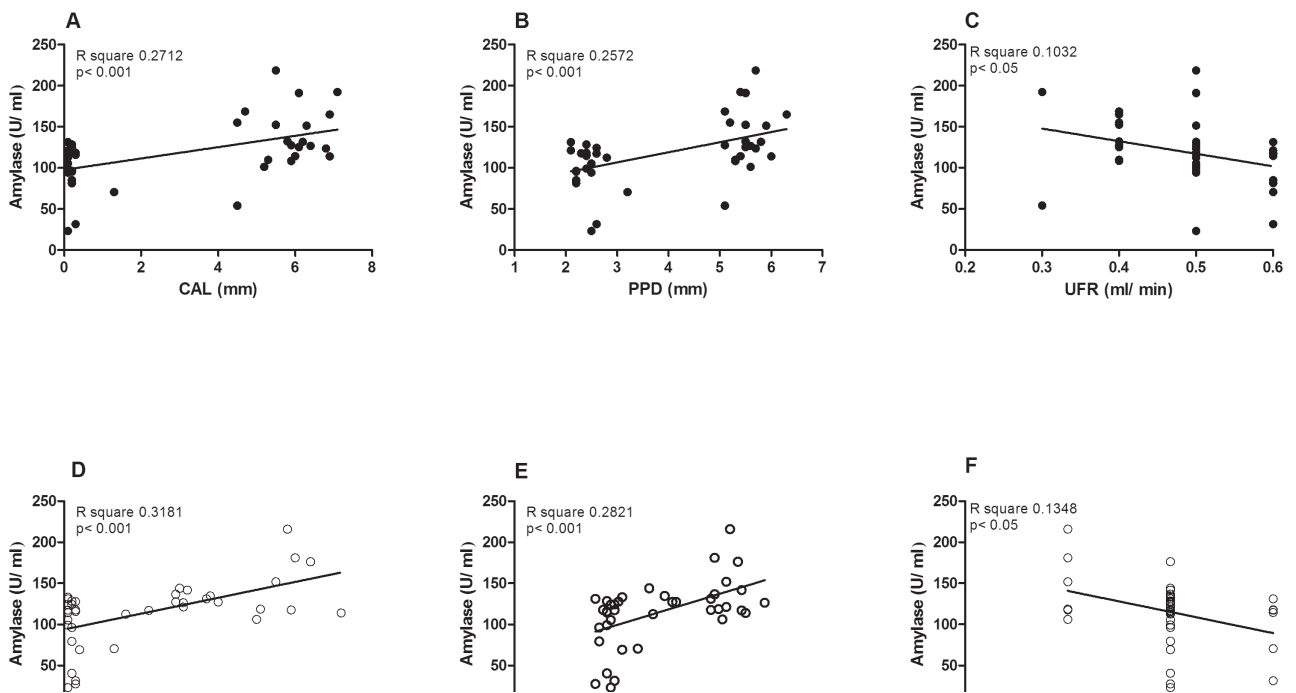 A
R square 0.2712
p< 0.001
250
200
150
100
50
0
Amylase (U/ ml)
0 2 4 6 8
CAL (mm)
B
R square 0.2572
p< 0.001
250
200
150
100
50
0
Amylase (U/ ml)
1 2 3 4 5 6 7
PPD (mm)
C
R square 0.1032
p< 0.05
250
200
150
100
50
0
Amylase (U/ ml)
0.2 0.3 0.4 0.5 0.6
UFR (ml/ min)
D
R square 0.3181
p< 0.001
250
200
150
100
50
Amylase (U/ ml)
E
R square 0.2821
p< 0.001
250
200
150
100
50
Amylase (U/ ml)
F
R square 0.1348
p< 0.05
250
200
150
100
50
Amylase (U/ ml)